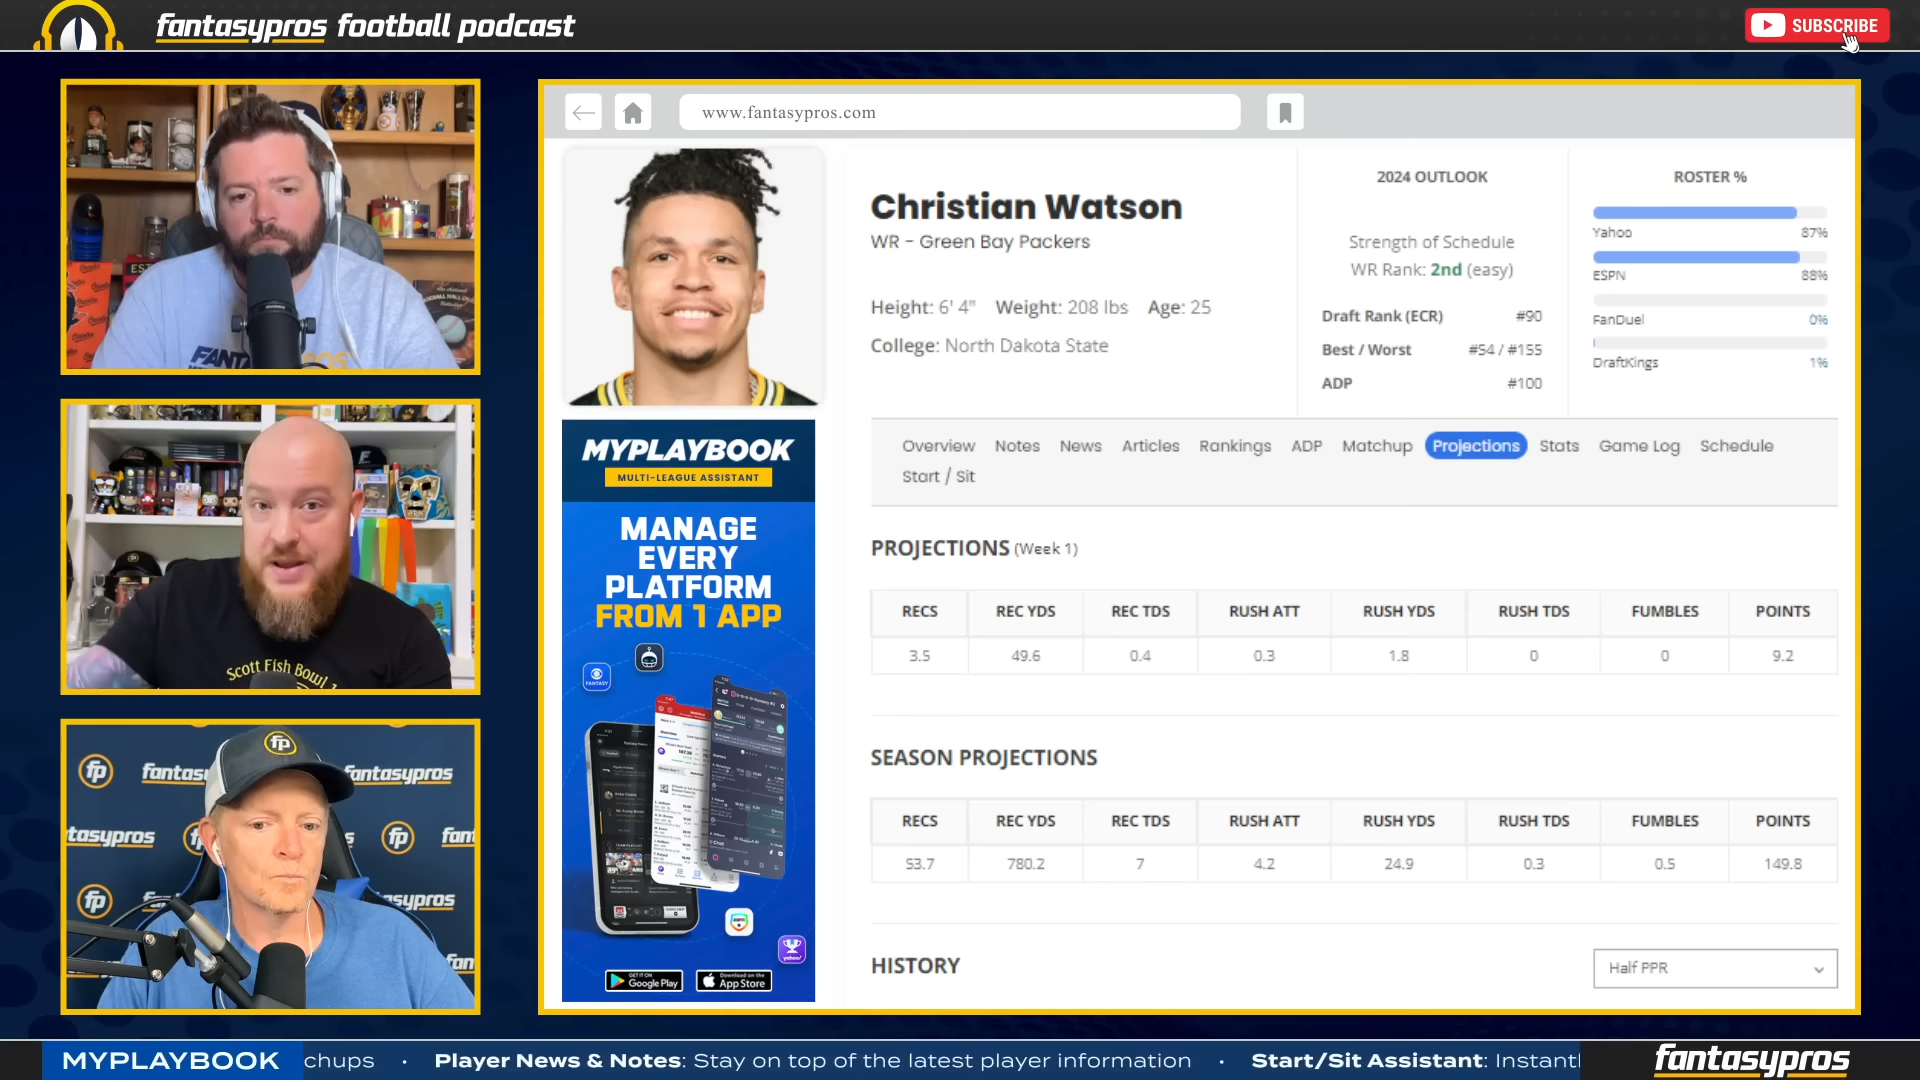 fantasypros football podcast
SUBSCRIBE
www.fantasypros.com
Christian Watson
WR - Green Bay Packers
Height: 6' 4" Weight: 208 lbs Age: 25
College: North Dakota State
2024 OUTLOOK
Strength of Schedule
WR Rank: 2nd (easy)
Draft Rank (ECR) #90
Best / Worst #54 / #155
ADP #100
ROSTER %
Yahoo 87%
ESPN 88%
FanDuel 0%
DraftKings 1%
Overview Notes News Articles Rankings ADP Matchup Projections Stats Game Log Schedule
Start / Sit
MYPLAYBOOK
MULTI-LEAGUE ASSISTANT
MANAGE
EVERY
PLATFORM
FROM 1 APP
FANTASY
yahoo!
GET IT ON
Google Play
Download on the
App Store
PROJECTIONS (Week 1)
RECS REC YDS REC TDS RUSH ATT RUSH YDS RUSH TDS FUMBLES POINTS
3.5 49.6 0.4 0.3 1.8 0 0 9.2
SEASON PROJECTIONS
RECS REC YDS REC TDS RUSH ATT RUSH YDS RUSH TDS FUMBLES POINTS
53.7 780.2 7 4.2 24.9 0.3 0.5 149.8
HISTORY
Half PPR
Scott Fish Bowl
fp
fp
fantasypros
tasypros
fp
fp
asypros
MYPLAYBOOK
chups · Player News & Notes: Stay on top of the latest player information · Start/Sit Assistant: Instantl
fantasypros